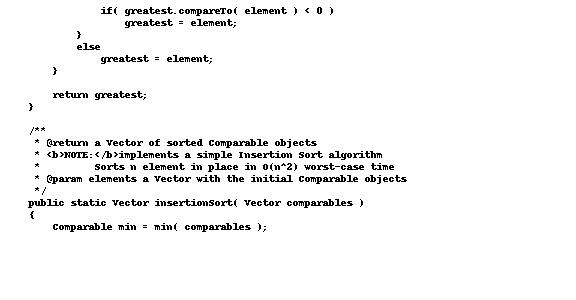 if( greatest.compareTo( element ) < 0 )
greatest = element;
}
else
greatest = element;
}
return greatest;
}
/**
* @return a Vector of sorted Comparable objects
* <b>NOTE:</b>implements a simple Insertion Sort algorithm
* Sorts n element in place in O(n^2) worst-case time
* @param elements a Vector with the initial Comparable objects
*/
public static Vector insertionSort( Vector comparables )
{
Comparable min = min( comparables );